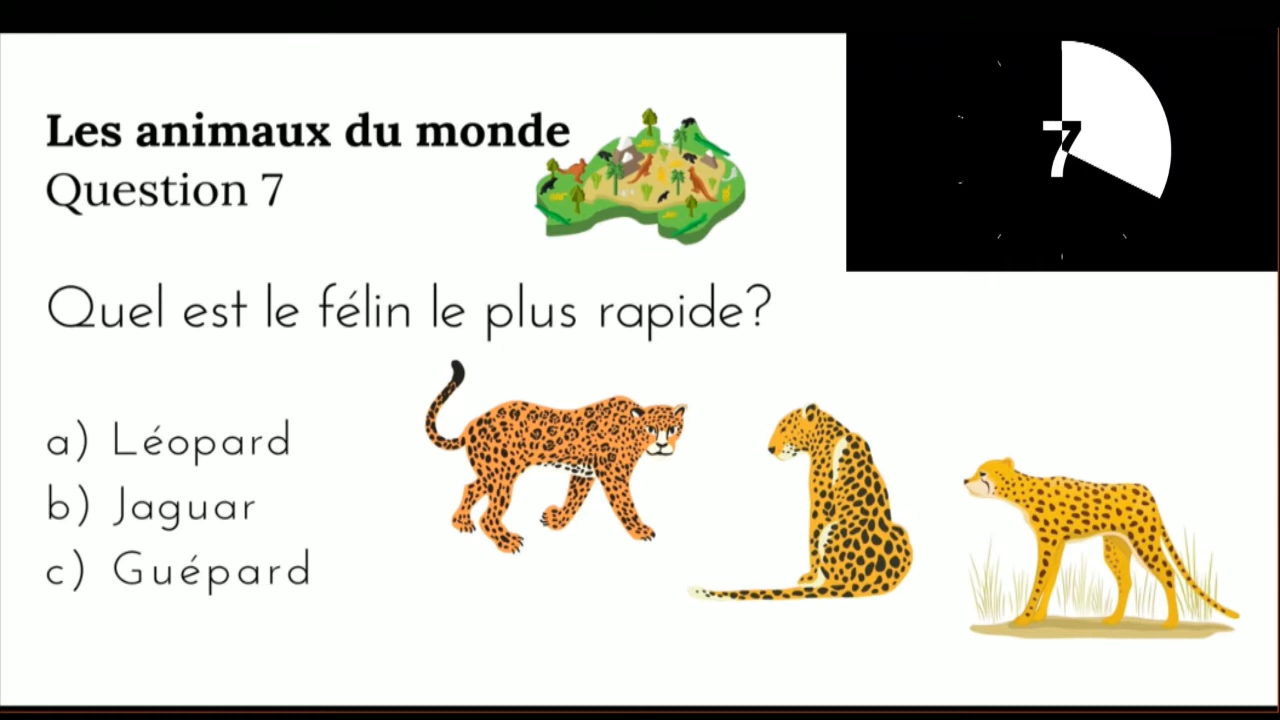 Les animaux du monde
Question 7
7
Quel est le félin le plus rapide?
a) Léopard
b) Jaguar
c) Guépard